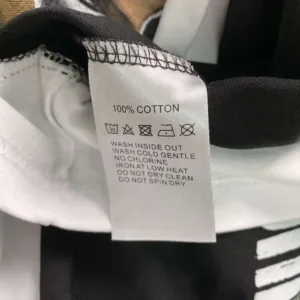 100% COTTON
WASH INSIDE OUT
WASH COLD GENTLE
NO CHLORINE
IRON AT LOW HEAT
DO NOT DRY CLEAN
DO NOT SPIN DRY